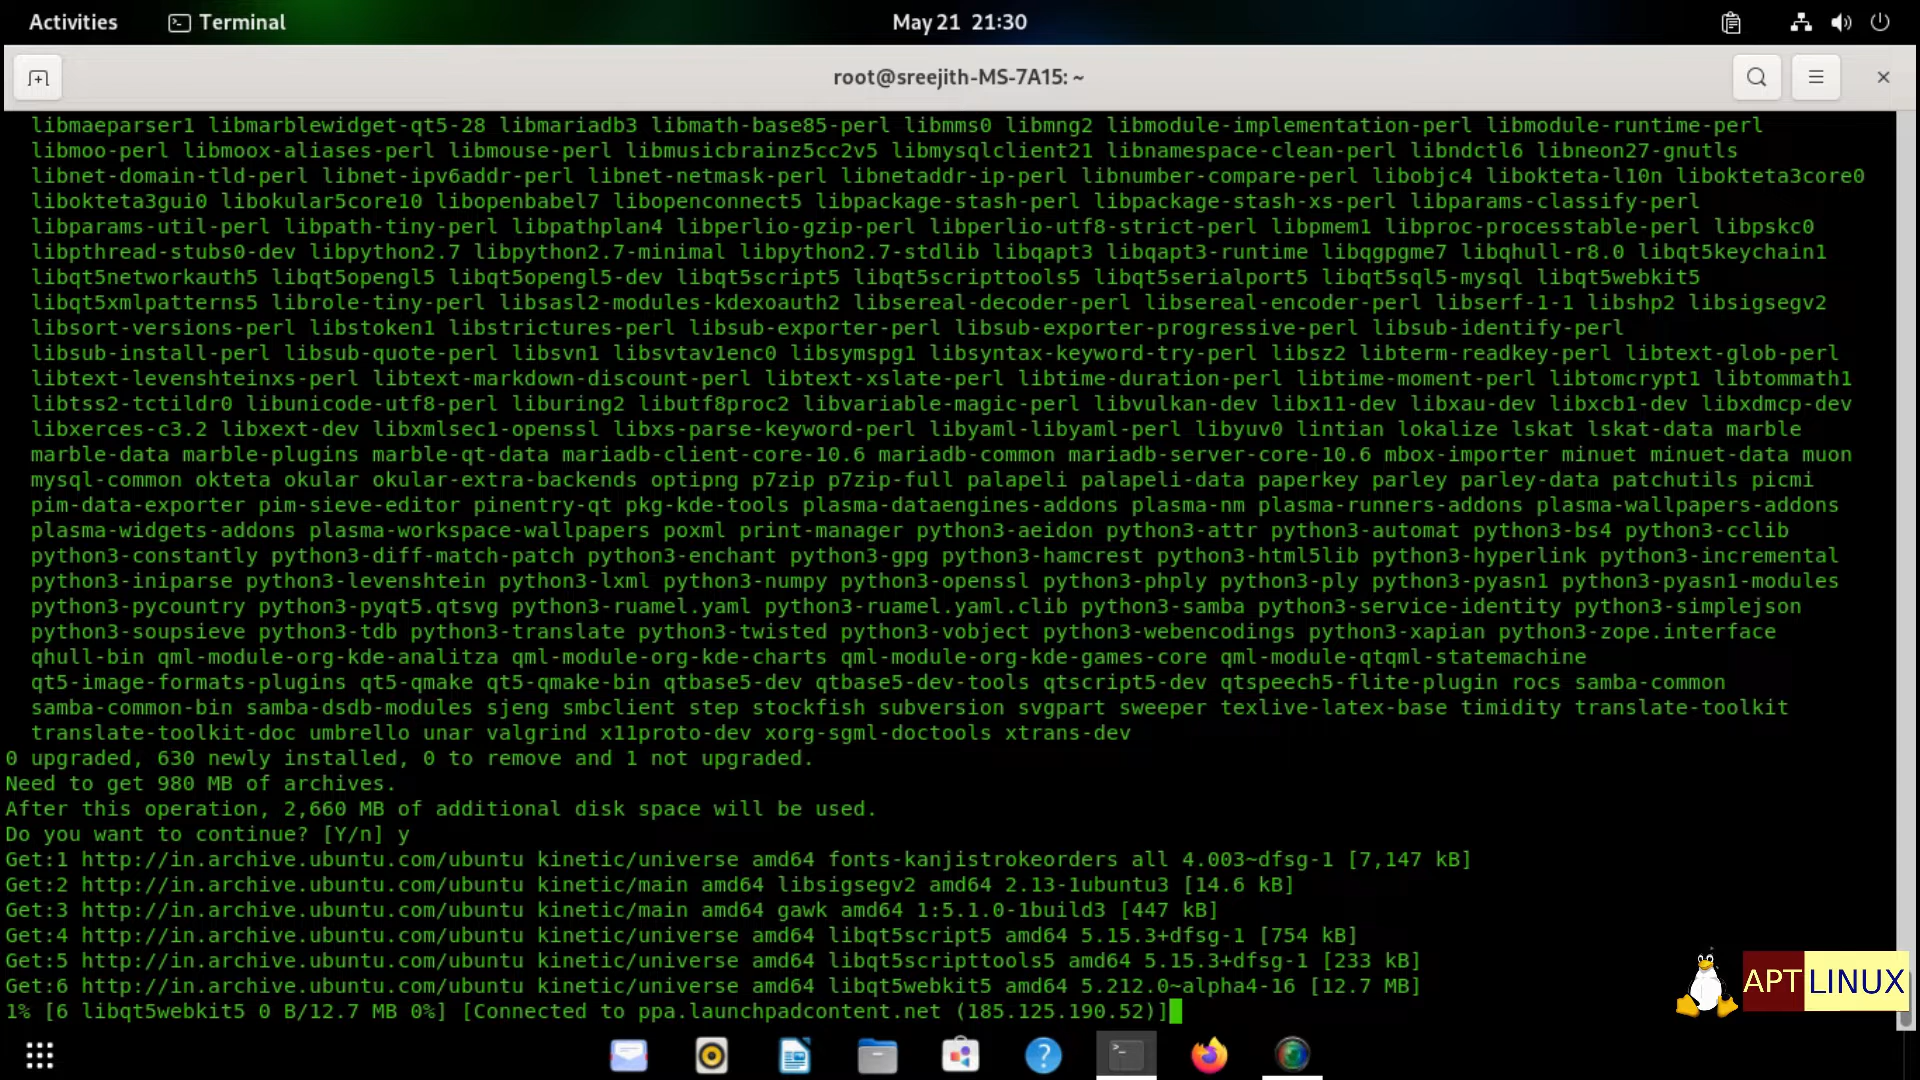 Activities
Terminal
May 21 21:30
root@sreejith-MS-7A15: ~
libmaeparser1 libmarblewidget-qt5-28 libmariadb3 libmath-base85-perl libmms0 libmng2 libmodule-implementation-perl libmodule-runtime-perl
libmoo-perl libmoox-aliases-perl libmouse-perl libmusicbrainz5cc2v5 libmysqlclient21 libnamespace-clean-perl libndctl6 libneon27-gnutls
libnet-domain-tld-perl libnet-ipv6addr-perl libnet-netmask-perl libnetaddr-ip-perl libnumber-compare-perl libobjc4 libokteta-l10n libokteta3core0
libokteta3gui0 libokular5core10 libopenbabel7 libopenconnect5 libpackage-stash-perl libpackage-stash-xs-perl libparams-classify-perl
libparams-util-perl libpath-tiny-perl libpathplan4 libperlio-gzip-perl libperlio-utf8-strict-perl libpmem1 libproc-processtable-perl libpskc0
libpthread-stubs0-dev libpython2.7 libpython2.7-minimal libpython2.7-stdlib libqapt3 libqapt3-runtime libqgpgme7 libqhull-r8.0 libqt5keychain1
libqt5networkauth5 libqt5opengl5 libqt5opengl5-dev libqt5script5 libqt5scripttools5 libqt5serialport5 libqt5sql5-mysql libqt5webkit5
libqt5xmlpatterns5 librole-tiny-perl libsasl2-modules-kdexoauth2 libsereal-decoder-perl libsereal-encoder-perl libserf-1-1 libshp2 libsigsegv2
libsort-versions-perl libstoken1 libstrictures-perl libsub-exporter-perl libsub-exporter-progressive-perl libsub-identify-perl
libsub-install-perl libsub-quote-perl libsvn1 libsvtav1enc0 libsymspg1 libsyntax-keyword-try-perl libsz2 libterm-readkey-perl libtext-glob-perl
libtext-levenshteinxs-perl libtext-markdown-discount-perl libtext-xslate-perl libtime-duration-perl libtime-moment-perl libtomcrypt1 libtommath1
libtss2-tctildr0 libunicode-utf8-perl liburing2 libutf8proc2 libvariable-magic-perl libvulkan-dev libx11-dev libxau-dev libxcb1-dev libxdmcp-dev
libxerces-c3.2 libxext-dev libxmlsec1-openssl libxs-parse-keyword-perl libyaml-libyaml-perl libyuv0 lintian lokalize lskat lskat-data marble
marble-data marble-plugins marble-qt-data mariadb-client-core-10.6 mariadb-common mariadb-server-core-10.6 mbox-importer minuet minuet-data muon
mysql-common okteta okular okular-extra-backends optipng p7zip p7zip-full palapeli palapeli-data paperkey parley parley-data patchutils picmi
pim-data-exporter pim-sieve-editor pinentry-qt pkg-kde-tools plasma-dataengines-addons plasma-nm plasma-runners-addons plasma-wallpapers-addons
plasma-widgets-addons plasma-workspace-wallpapers poxml print-manager python3-aeidon python3-attr python3-automat python3-bs4 python3-cclib
python3-constantly python3-diff-match-patch python3-enchant python3-gpg python3-hamcrest python3-html5lib python3-hyperlink python3-incremental
python3-iniparse python3-levenshtein python3-lxml python3-numpy python3-openssl python3-phply python3-ply python3-pyasn1 python3-pyasn1-modules
python3-pycountry python3-pyqt5.qtsvg python3-ruamel.yaml python3-ruamel.yaml.clib python3-samba python3-service-identity python3-simplejson
python3-soupsieve python3-tdb python3-translate python3-twisted python3-vobject python3-webencodings python3-xapian python3-zope.interface
qhull-bin qml-module-org-kde-analitza qml-module-org-kde-charts qml-module-org-kde-games-core qml-module-qtqml-statemachine
qt5-image-formats-plugins qt5-qmake qt5-qmake-bin qtbase5-dev qtbase5-dev-tools qtscript5-dev qtspeech5-flite-plugin rocs samba-common
samba-common-bin samba-dsdb-modules sjeng smbclient step stockfish subversion svgpart sweeper texlive-latex-base timidity translate-toolkit
translate-toolkit-doc umbrello unar valgrind x11proto-dev xorg-sgml-doctools xtrans-dev
0 upgraded, 630 newly installed, 0 to remove and 1 not upgraded.
Need to get 980 MB of archives.
After this operation, 2,660 MB of additional disk space will be used.
Do you want to continue? [Y/n] y
Get:1 http://in.archive.ubuntu.com/ubuntu kinetic/universe amd64 fonts-kanjistrokeorders all 4.003~dfsg-1 [7,147 kB]
Get:2 http://in.archive.ubuntu.com/ubuntu kinetic/main amd64 libsigsegv2 amd64 2.13-1ubuntu3 [14.6 kB]
Get:3 http://in.archive.ubuntu.com/ubuntu kinetic/main amd64 gawk amd64 1:5.1.0-1build3 [447 kB]
Get:4 http://in.archive.ubuntu.com/ubuntu kinetic/universe amd64 libqt5script5 amd64 5.15.3+dfsg-1 [754 kB]
Get:5 http://in.archive.ubuntu.com/ubuntu kinetic/universe amd64 libqt5scripttools5 amd64 5.15.3+dfsg-1 [233 kB]
Get:6 http://in.archive.ubuntu.com/ubuntu kinetic/universe amd64 libqt5webkit5 amd64 5.212.0~alpha4-16 [12.7 MB]
1% [6 libqt5webkit5 0 B/12.7 MB 0%] [Connected to ppa.launchpadcontent.net (185.125.190.52)]
APT LINUX